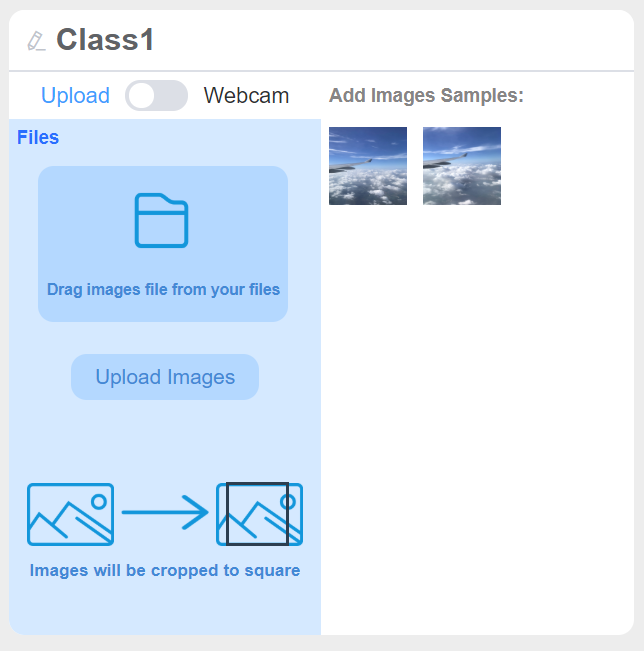 Class1
Upload Webcam
Add Images Samples:
Files
Drag images file from your files
Upload Images
Images will be cropped to square